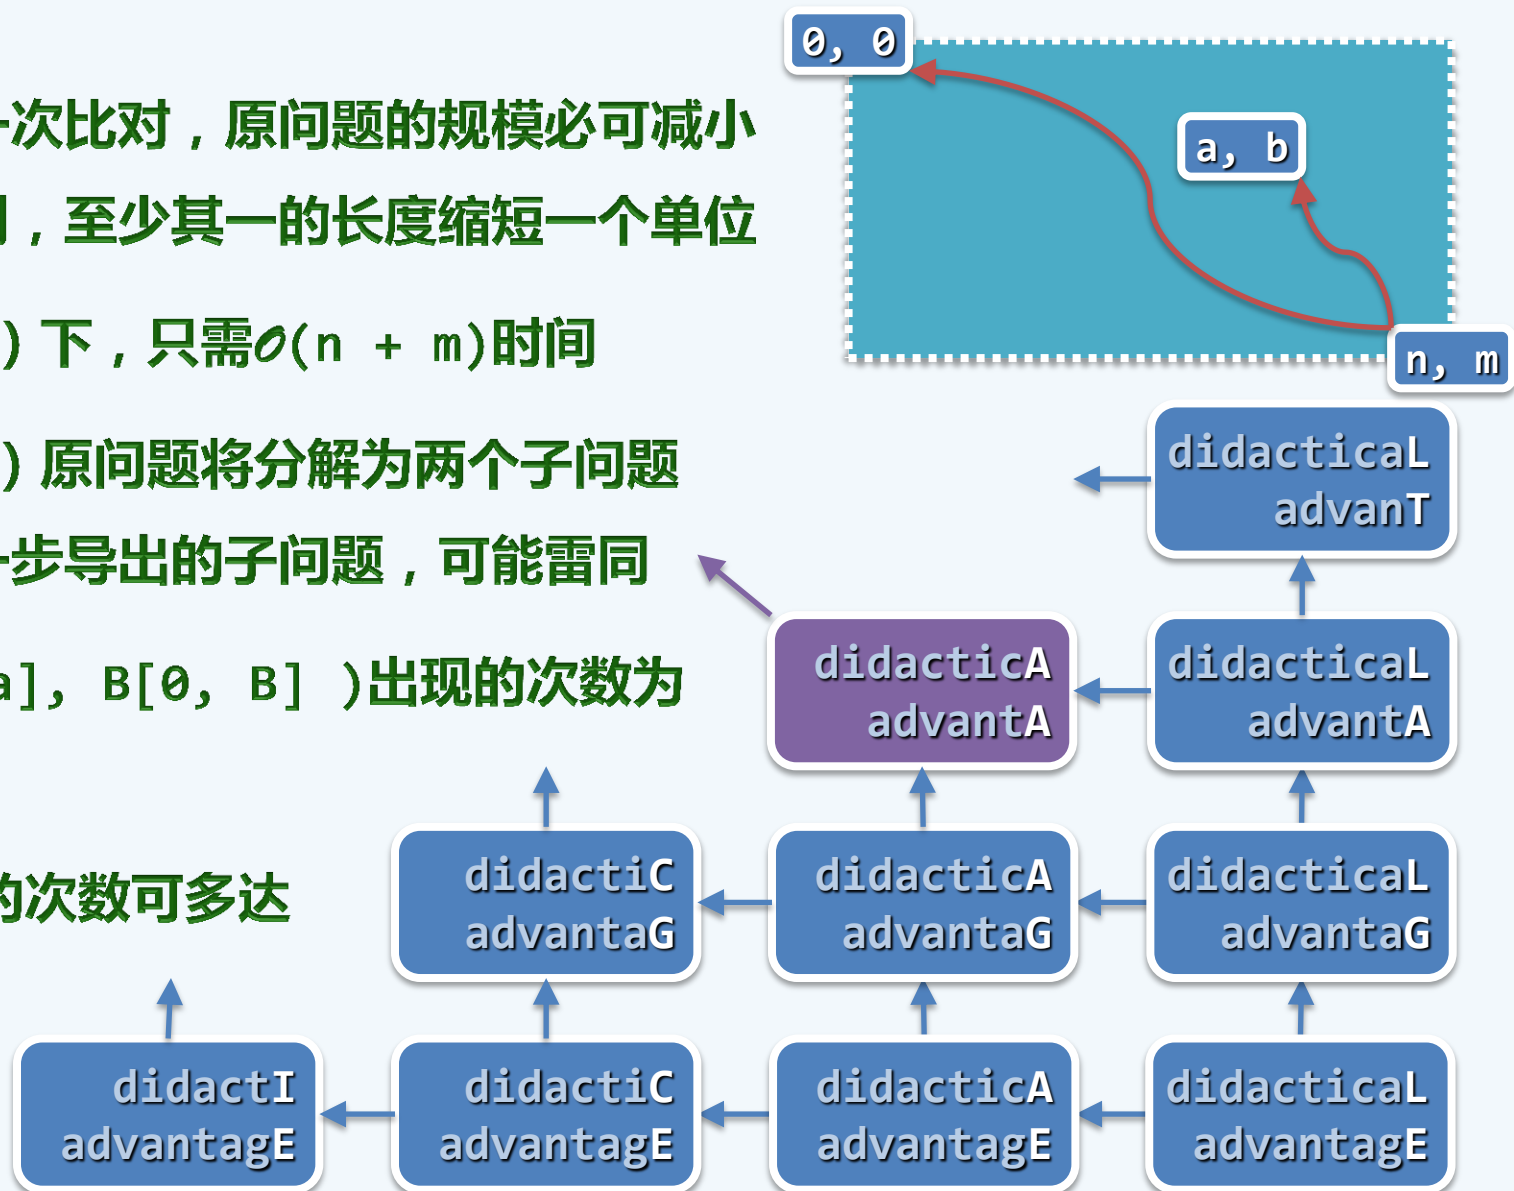 0, 0
一次比对，原问题的规模必可减小
a, b
，至少其一的长度缩短一个单位
) 下，只需O(n + m)时间
n, m
didacticaL
advanT
) 原问题将分解为两个子问题
一步导出的子问题，可能雷同
didacticA
advantA
didacticaL
advantA
a], B[0, B] )出现的次数为
didactiC
advantaG
didacticA
advantaG
didacticaL
advantaG
的次数可多达
didactI
advantagE
didactiC
advantagE
didacticA
advantagE
didacticaL
advantagE